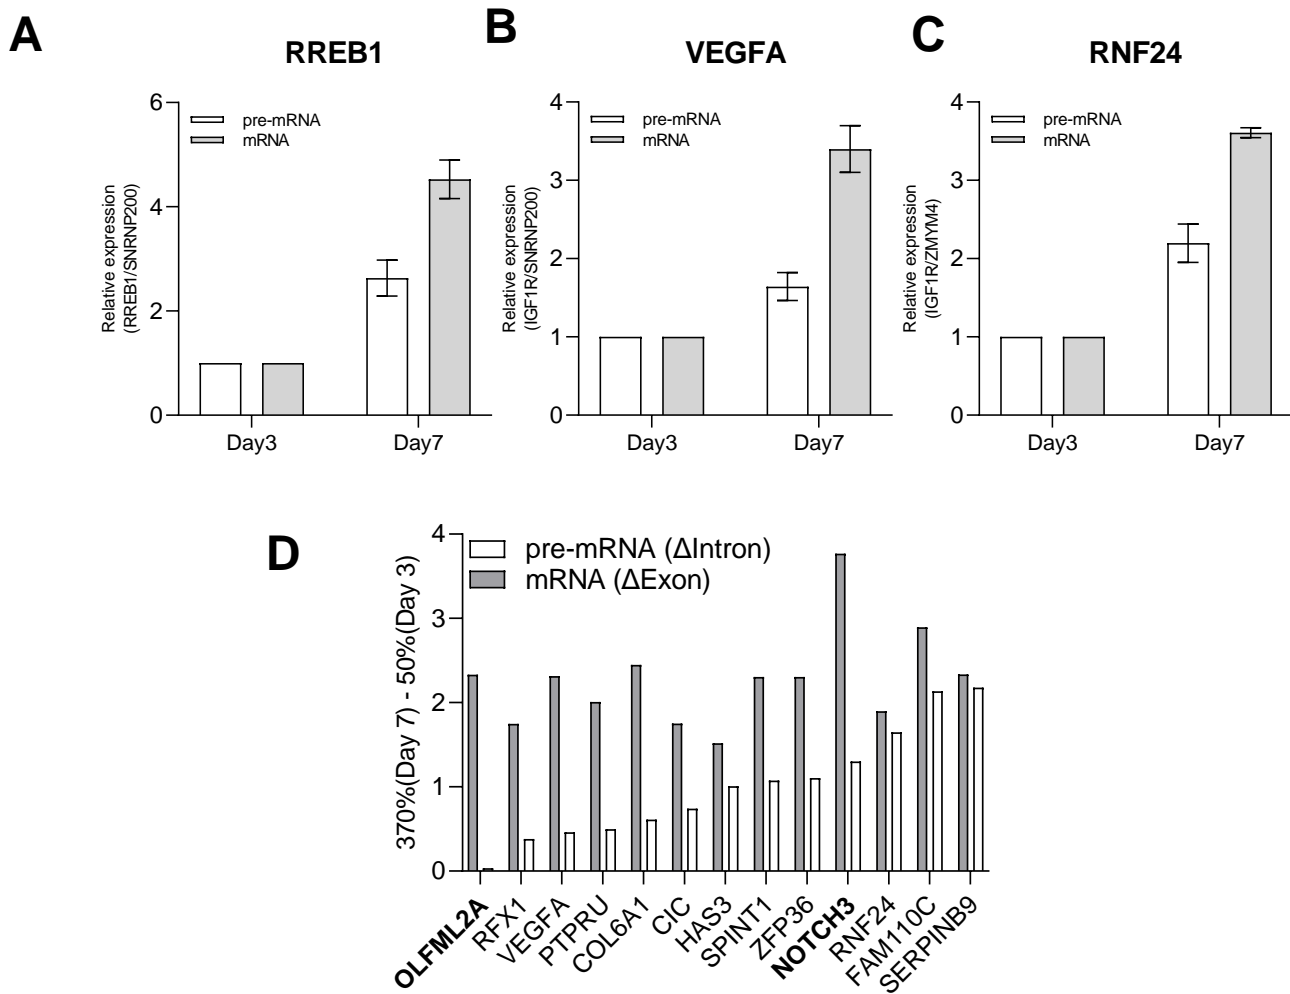 A
RREB1
6
4
2
0
Relative expression
(RREB1/SNRNP200)
pre-mRNA
mRNA
Day3
Day7
B
VEGFA
4
3
2
1
0
Relative expression
(IGF1R/SNRNP200)
pre-mRNA
mRNA
Day3
Day7
C
RNF24
4
3
2
1
0
Relative expression
(IGF1R/ZMYM4)
pre-mRNA
mRNA
Day3
Day7
D
4
3
2
1
0
370%(Day 7) - 50%(Day 3)
pre-mRNA (ΔIntron)
mRNA (ΔExon)
OLFML2A
RFX1
VEGFA
PTPRU
COL6A1
CIC
HAS3
SPINT1
ZFP36
NOTCH3
RNF24
FAM110C
SERPINB9